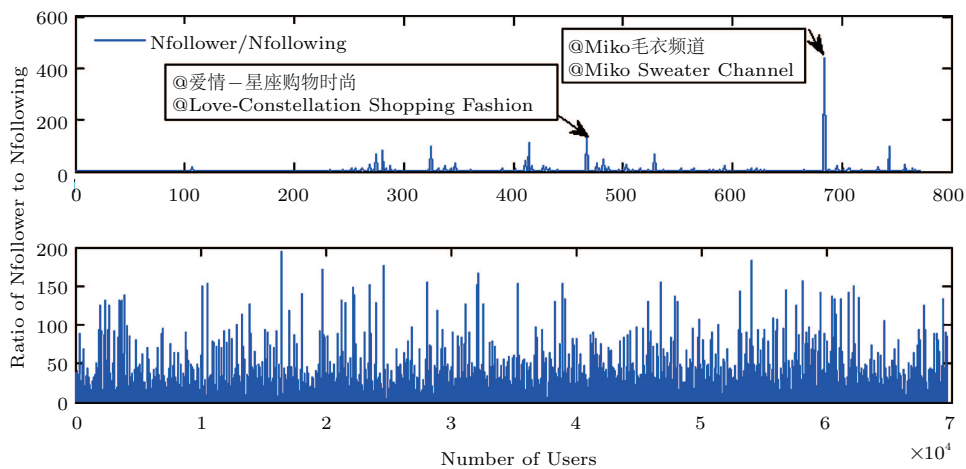 Ratio of Nfollower to Nfollowing
600
400
200
0
Nfollower/Nfollowing
@爱情-星座购物时尚
@Love-Constellation Shopping Fashion
@Miko毛衣频道
@Miko Sweater Channel
0 100 200 300 400 500 600 700 800
200
150
100
50
0
0 1 2 3 4 5 6 7
×10⁴
Number of Users